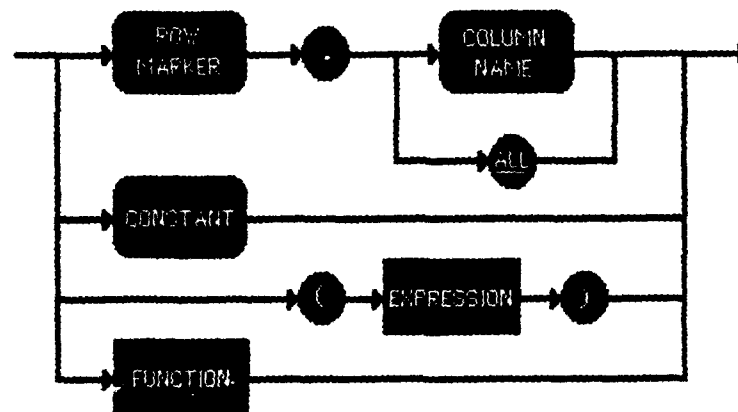 ROW
MARKER
.
COLUMN
NAME
ALL
CONSTANT
( EXPRESSION )
FUNCTION